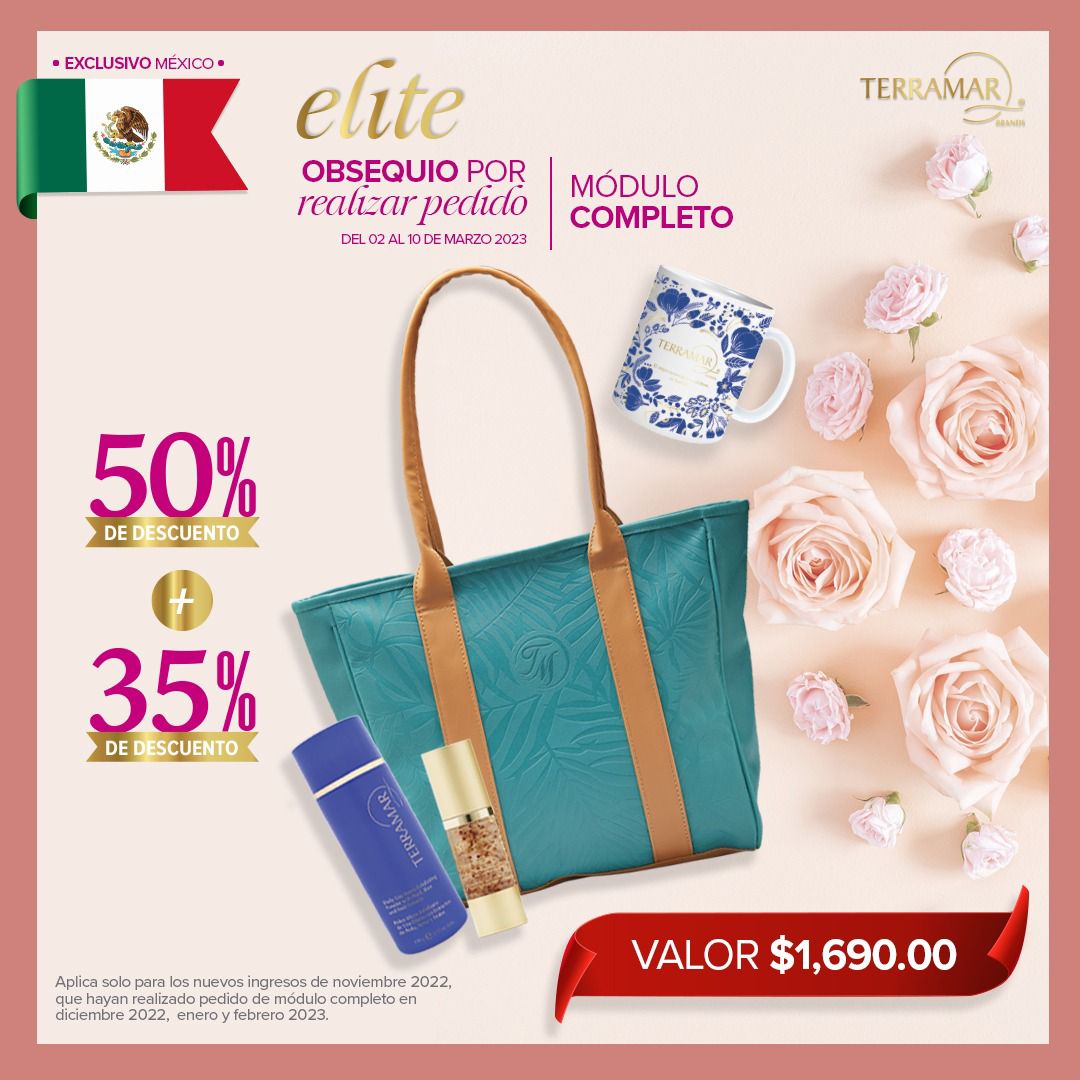 • EXCLUSIVO MÉXICO •
elite
TERRAMAR
BRANDS
OBSEQUIO POR
realizar pedido
DEL 02 AL 10 DE MARZO 2023
MÓDULO
COMPLETO
TERRAMAR
50%
DE DESCUENTO
+
35%
DE DESCUENTO
TM
TERRAMAR
VALOR $1,690.00
Aplica solo para los nuevos ingresos de noviembre 2022,
que hayan realizado pedido de módulo completo en
diciembre 2022, enero y febrero 2023.